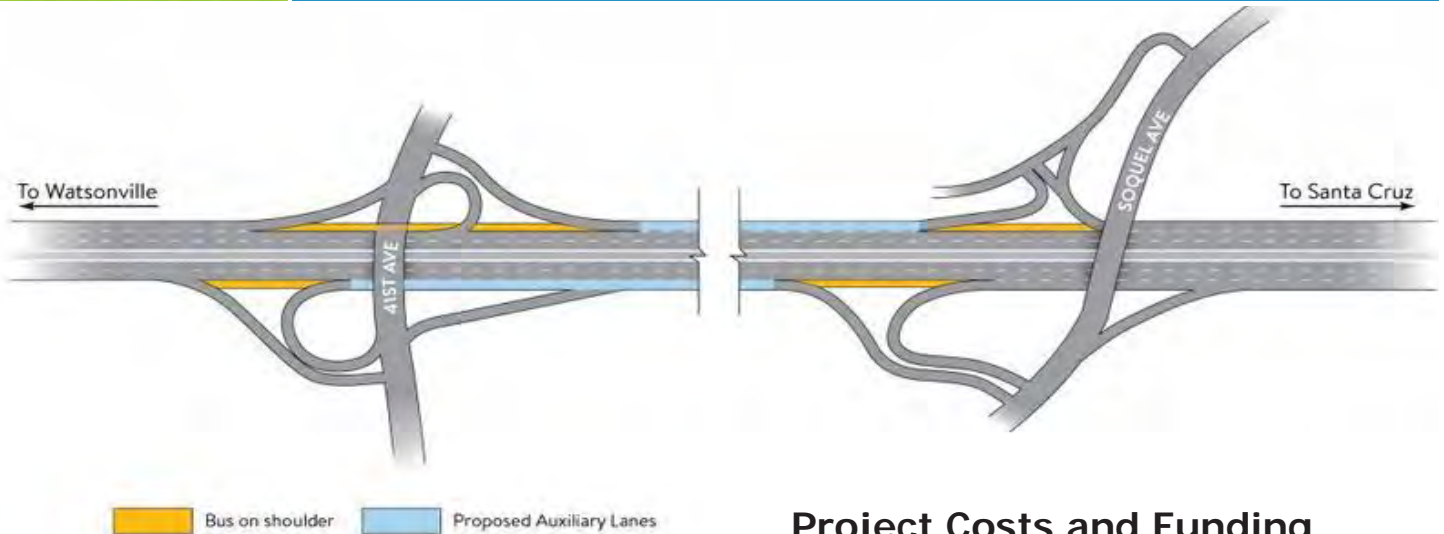 To Watsonville
41ST AVE
SOQUEL AVE
To Santa Cruz
Bus on shoulder
Proposed Auxiliary Lanes
Project Costs and Funding